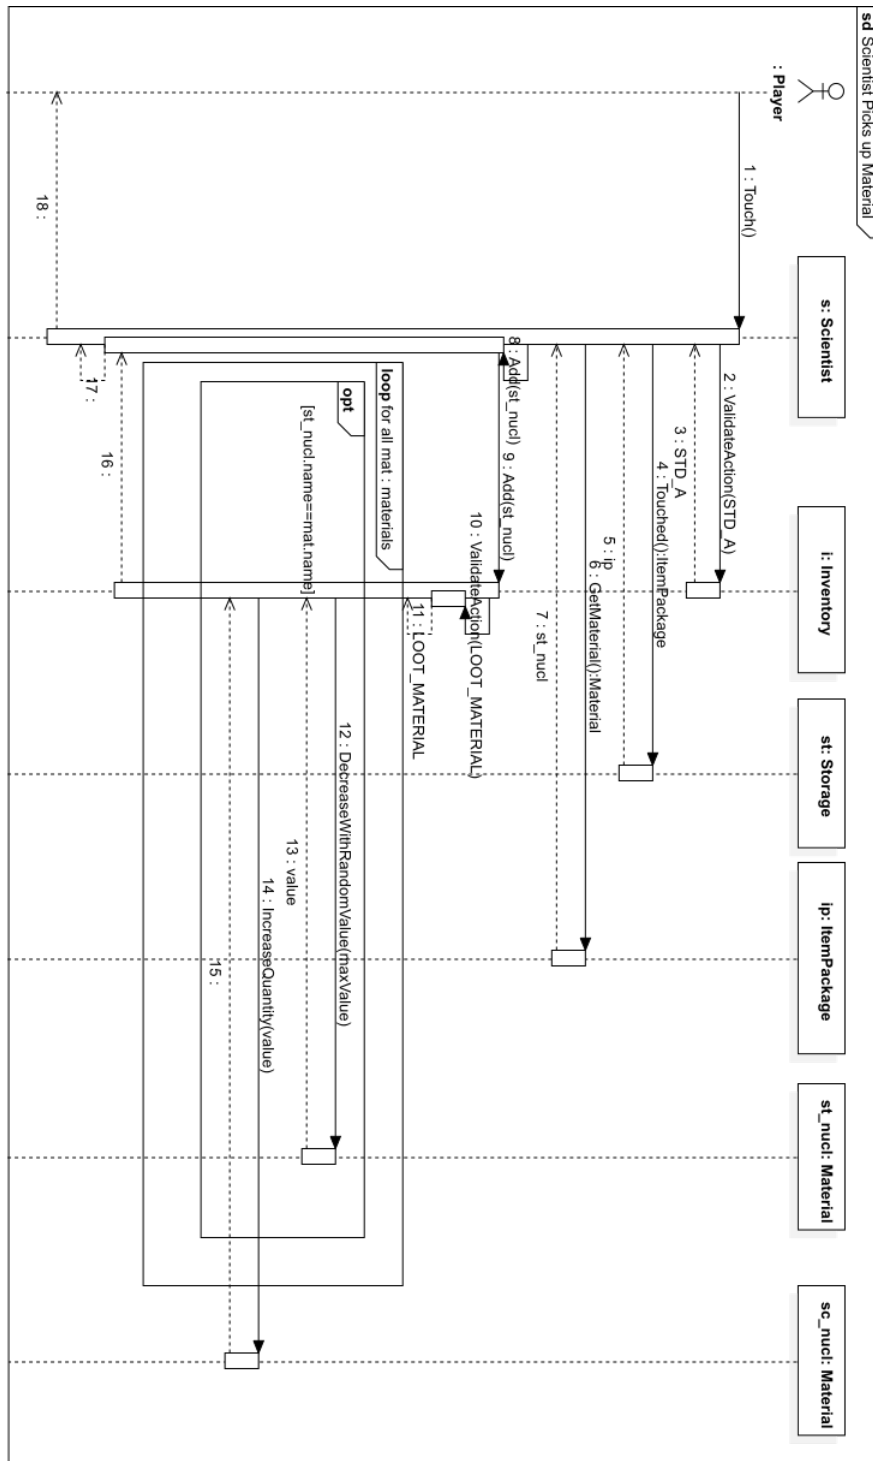 sd Scientist Picks up Material
: Player
s: Scientist
i: Inventory
st: Storage
ip: ItemPackage
st_nucl: Material
sc_nucl: Material
1 : Touch()
2 : ValidateAction(STD_A)
3 : STD_A
4 : Touched():ItemPackage
5 : ip
6 : GetMaterial():Material
7 : st_nucl
8 : Add(st_nucl)
9 : Add(st_nucl)
10 : ValidateAction(LOOT_MATERIAL)
11 : LOOT_MATERIAL
loop for all mat : materials
opt
[st_nucl.name==mat.name]
12 : DecreaseWithRandomValue(maxValue)
13 : value
14 : IncreaseQuantity(value)
15 :
16 :
17 :
18 :